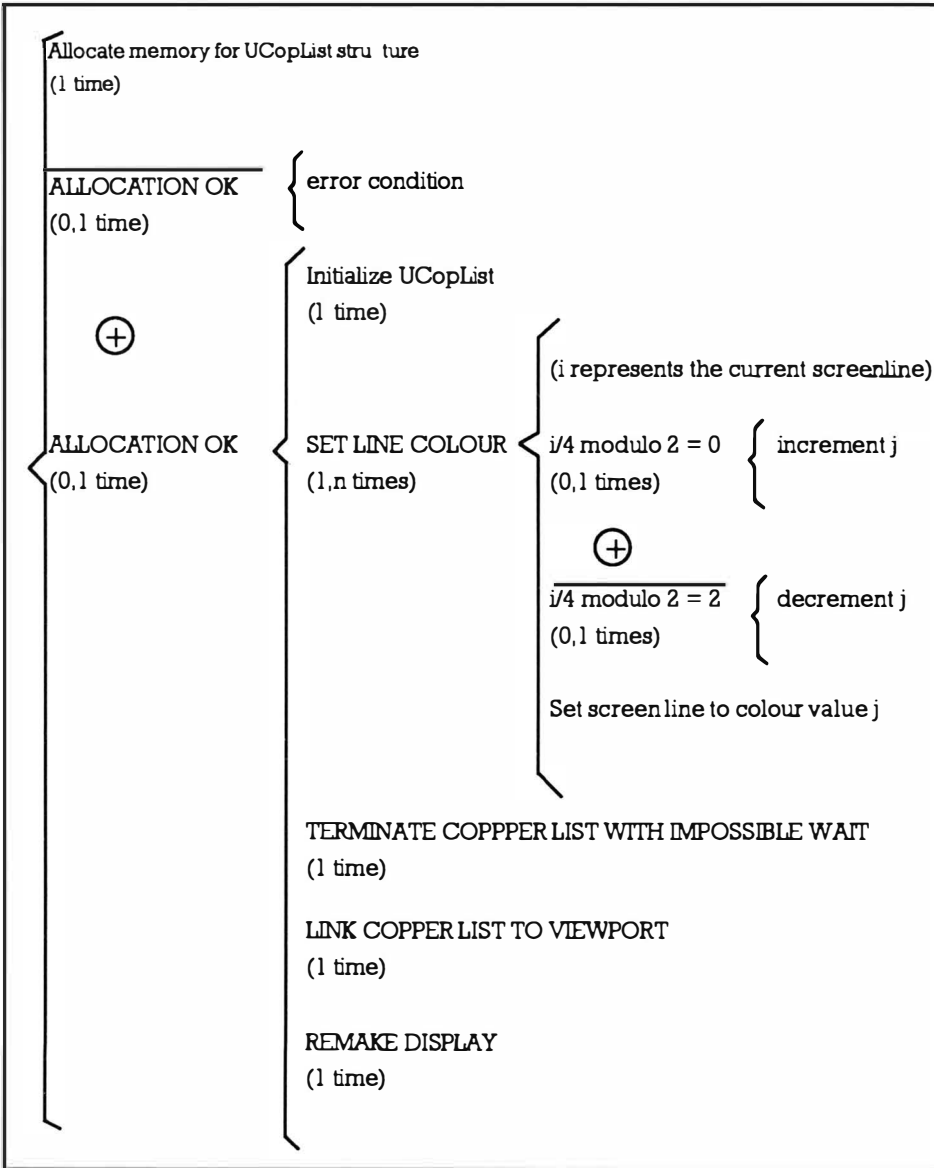 Allocate memory for UCopList stru ture
(1 time)
ALLOCATION OK
(0,1 time)
error condition
+
ALLOCATION OK
(0,1 time)
Initialize UCopList
(1 time)
SET LINE COLOUR
(1,n times)
(i represents the current screenline)
i/4 modulo 2 = 0
(0,1 times)
increment j
+
i/4 modulo 2 = 2
(0,1 times)
decrement j
Set screen line to colour value j
TERMINATE COPPPER LIST WITH IMPOSSIBLE WAIT
(1 time)
LINK COPPER LIST TO VIEWPORT
(1 time)
REMAKE DISPLAY
(1 time)